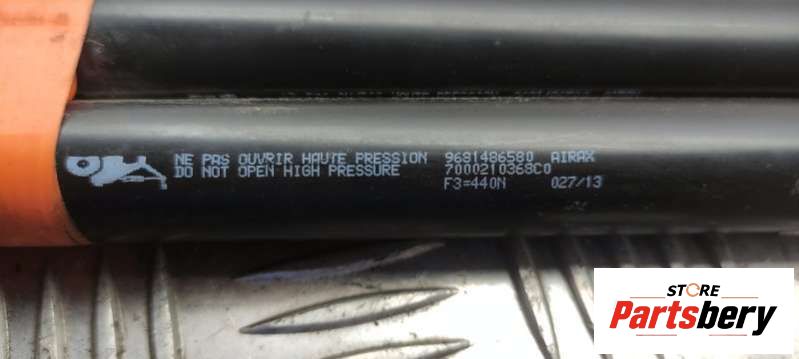 NE PAS OUVRIR HAUTE PRESSION 9681486580 AIRAX
DO NOT OPEN HIGH PRESSURE 7000210368C0
F3=440N 027/13
STORE
Partsbery